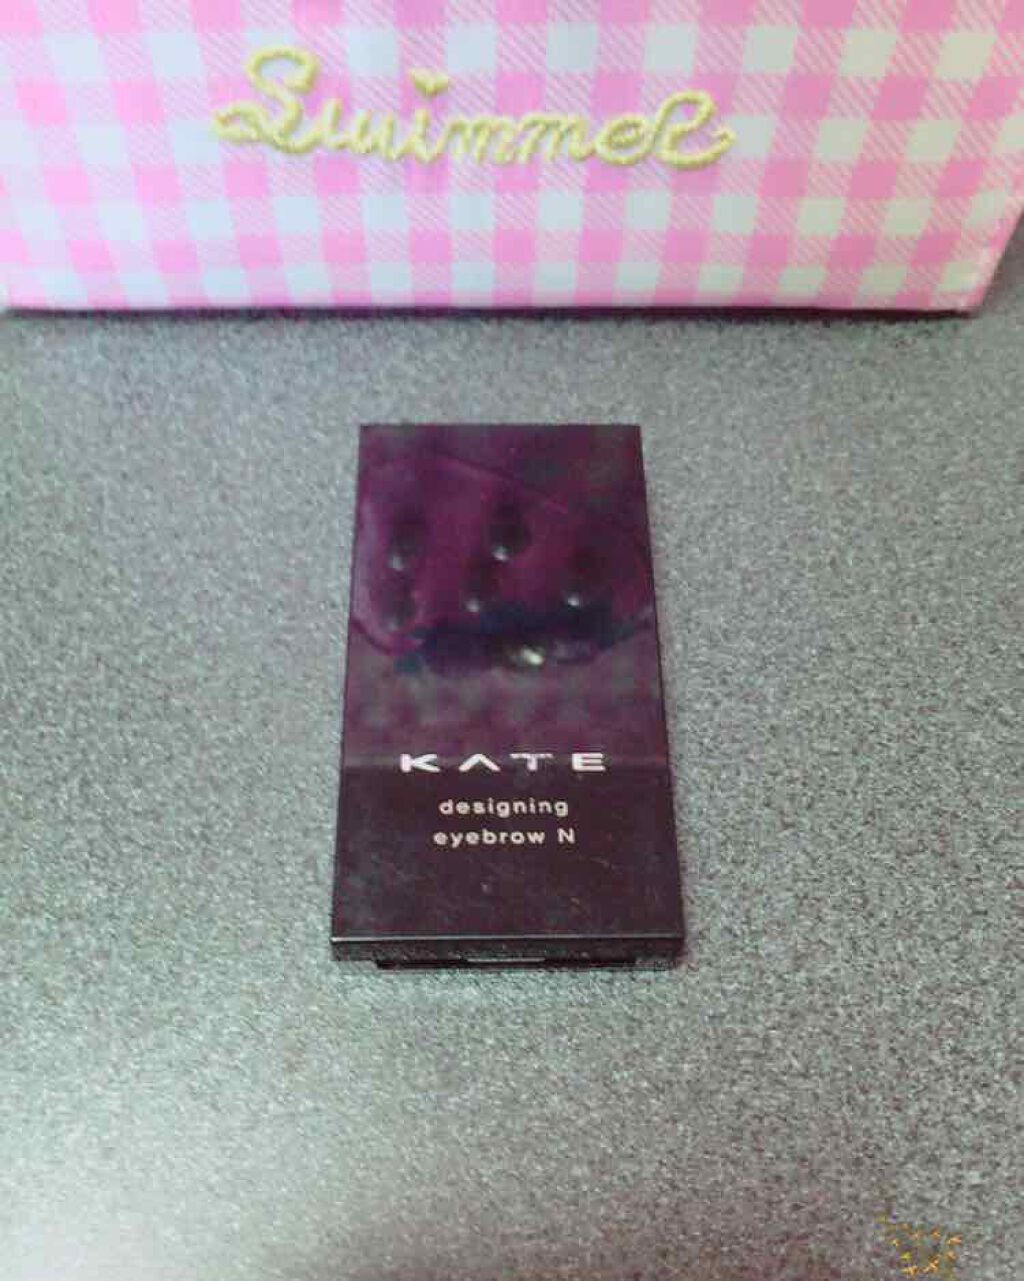 Swimmer
KATE
designing
eyebrow N